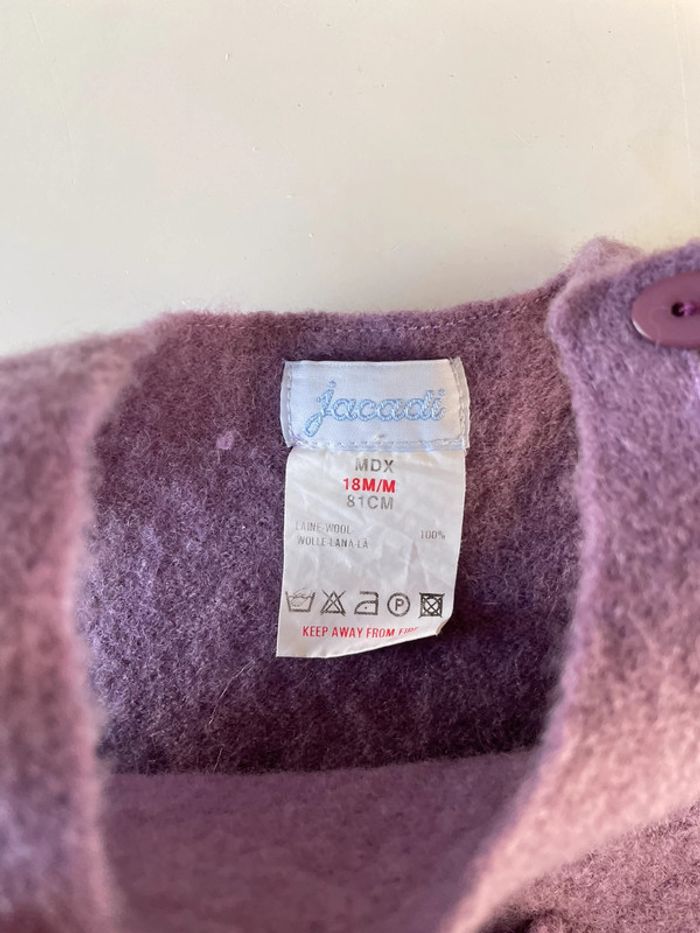 jacadi
MDX
18M/M
81CM
LAINE-WOOL 100%
WOLLE-LANA-LÃ
P
KEEP AWAY FROM FIRE